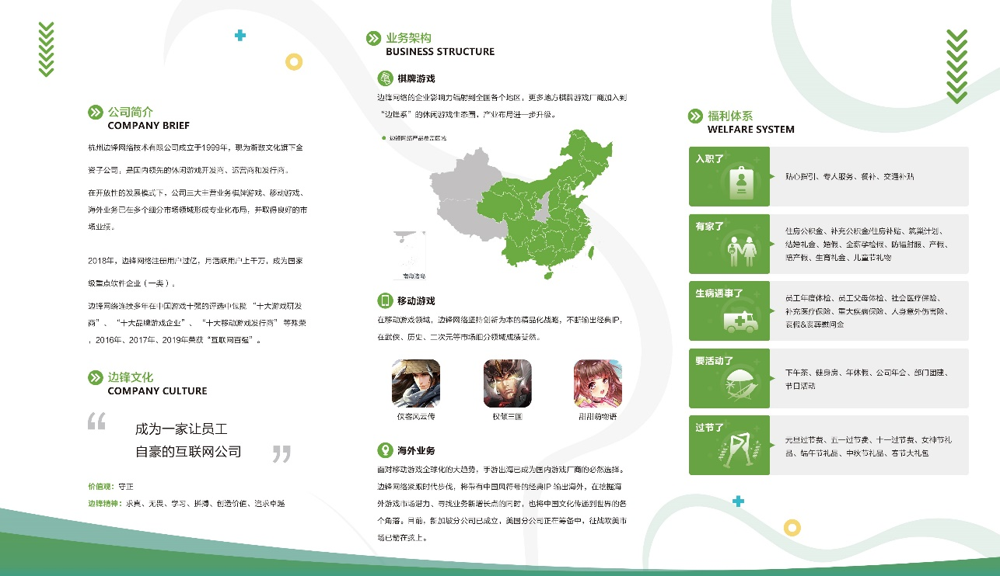 公司简介
COMPANY BRIEF
杭州边锋网络技术有限公司成立于1999年，现为浙数文化旗下全
资子公司，是国内领先的休闲游戏开发商、运营商和发行商。
在开放性的发展模式下，公司三大主营业务棋牌游戏、移动游戏、
海外业务已在多个细分市场领域形成专业化布局，并取得良好的市
场业绩。
2018年，边锋网络注册用户过亿，月活跃用户上千万，成为国家
级重点软件企业（一类）。
边锋网络连续多年在中国游戏十强的评选中包揽 “十大游戏研发
商”、 “十大品牌游戏企业”、 “十大移动游戏发行商” 等殊荣
，2016年、2017年、2019年荣获“互联网百强”。
边锋文化
COMPANY CULTURE
“
成为一家让员工
自豪的互联网公司
”
价值观：守正
边锋精神：求真、无畏、学习、拼搏、创造价值、追求卓越
业务架构
BUSINESS STRUCTURE
棋牌游戏
边锋网络的企业影响力辐射到全国各个地区，更多地方棋牌游戏厂商加入到
“边锋系”的休闲游戏生态圈，产业布局进一步升级。
边锋网络产品覆盖区域
南海诸岛
移动游戏
在移动游戏领域，边锋网络坚持创新为本的精品化战略，不断输出经典IP，
在武侠、历史、二次元等市场细分领域成绩斐然。
侠客风云传
权倾三国
甜甜萌物语
海外业务
面对移动游戏全球化的大趋势，手游出海已成为国内游戏厂商的必然选择。
边锋网络紧跟时代步伐，将带有中国风符号的经典IP 输出海外，在挖掘海
外游戏市场潜力、寻找业务新增长点的同时，也将中国文化传递到世界的各
个角落。目前，新加坡分公司已成立，美国分公司正在筹备中，征战欧美市
场已箭在弦上。
福利体系
WELFARE SYSTEM
入职了
贴心指引、专人服务、餐补、交通补贴
有家了
住房公积金、补充公积金/住房补贴、筑巢计划、
结婚礼金、婚假、全薪孕检假、防辐射服、产假、
陪产假、生育礼金、儿童节礼物
生病遇事了
员工年度体检、员工父母体检、社会医疗保险、
补充医疗保险、重大疾病保险、人身意外伤害险、
丧假&丧葬慰问金
要活动了
下午茶、健身房、年休假、公司年会、部门团建、
节日活动
过节了
元旦过节费、五一过节费、十一过节费、女神节礼
品、端午节礼品、中秋节礼品、春节大礼包